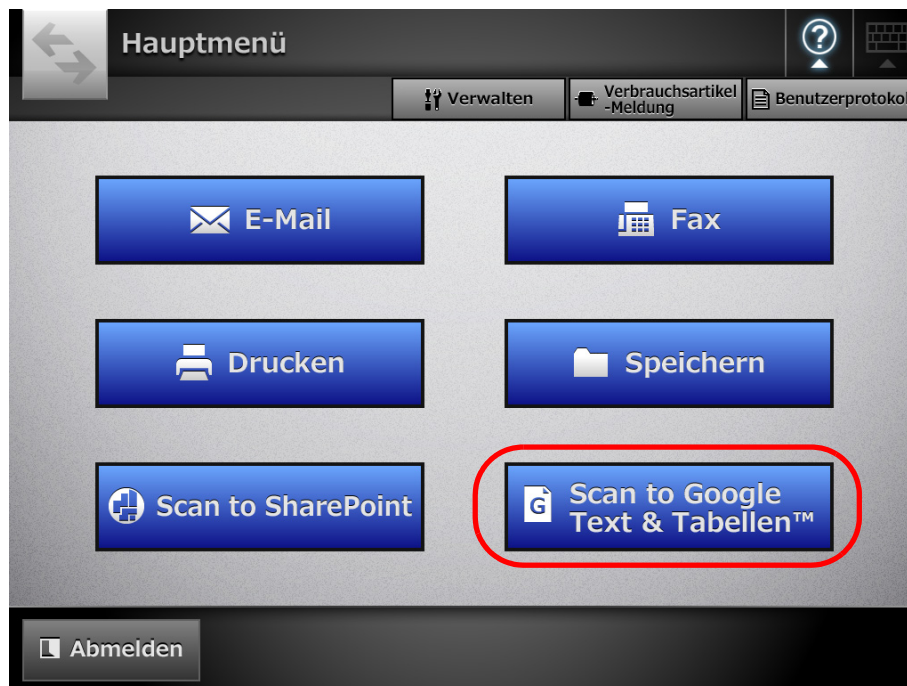 Hauptmenü
?
Verwalten
Verbrauchsartikel
-Meldung
Benutzerprotokol
E-Mail
Fax
Drucken
Speichern
Scan to SharePoint
G
Scan to Google
Text & Tabellen™
Abmelden